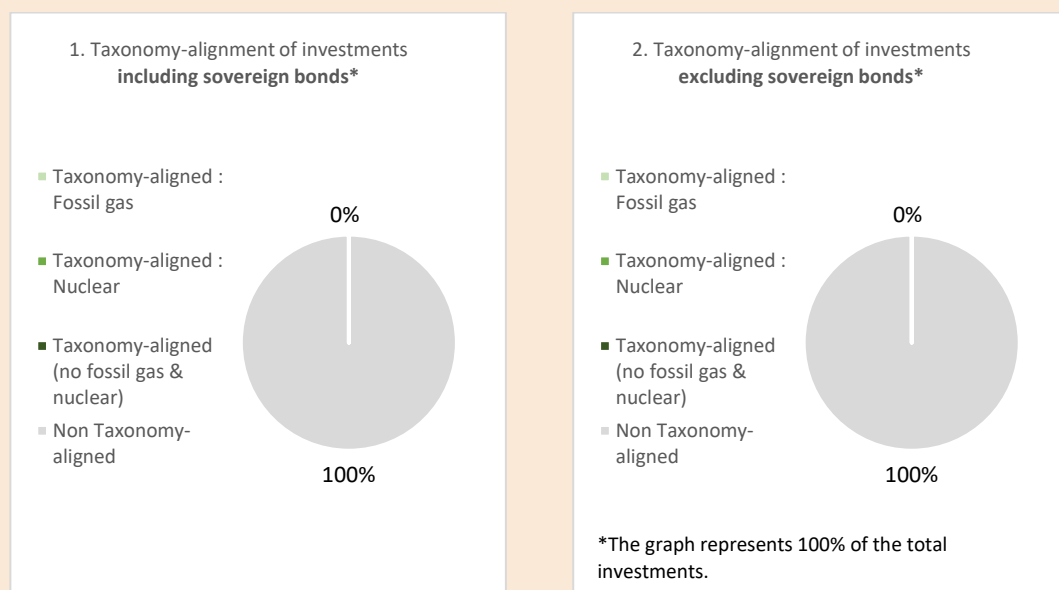 1. Taxonomy-alignment of investments
including sovereign bonds*
Taxonomy-aligned :
Fossil gas
Taxonomy-aligned :
Nuclear
Taxonomy-aligned
(no fossil gas &
nuclear)
Non Taxonomy-
aligned
0%
100%
2. Taxonomy-alignment of investments
excluding sovereign bonds*
Taxonomy-aligned :
Fossil gas
Taxonomy-aligned :
Nuclear
Taxonomy-aligned
(no fossil gas &
nuclear)
Non Taxonomy-
aligned
0%
100%
*The graph represents 100% of the total
investments.